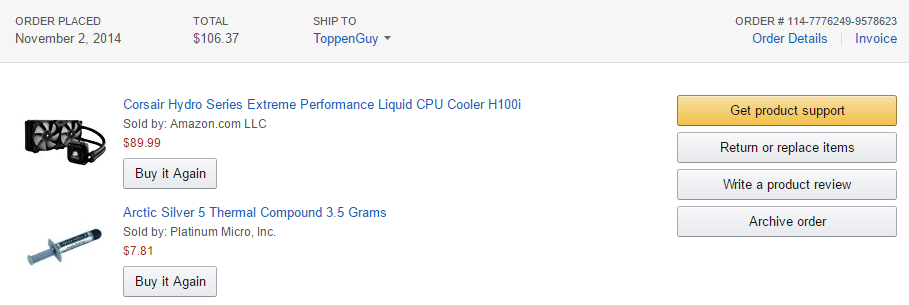 ORDER PLACED
November 2, 2014
TOTAL
$106.37
SHIP TO
ToppenGuy
ORDER # 114-7776249-9578623
Order Details
Invoice
Corsair Hydro Series Extreme Performance Liquid CPU Cooler H100i
Sold by: Amazon.com LLC
$89.99
Buy it Again
Arctic Silver 5 Thermal Compound 3.5 Grams
Sold by: Platinum Micro, Inc.
$7.81
Buy it Again
Get product support
Return or replace items
Write a product review
Archive order